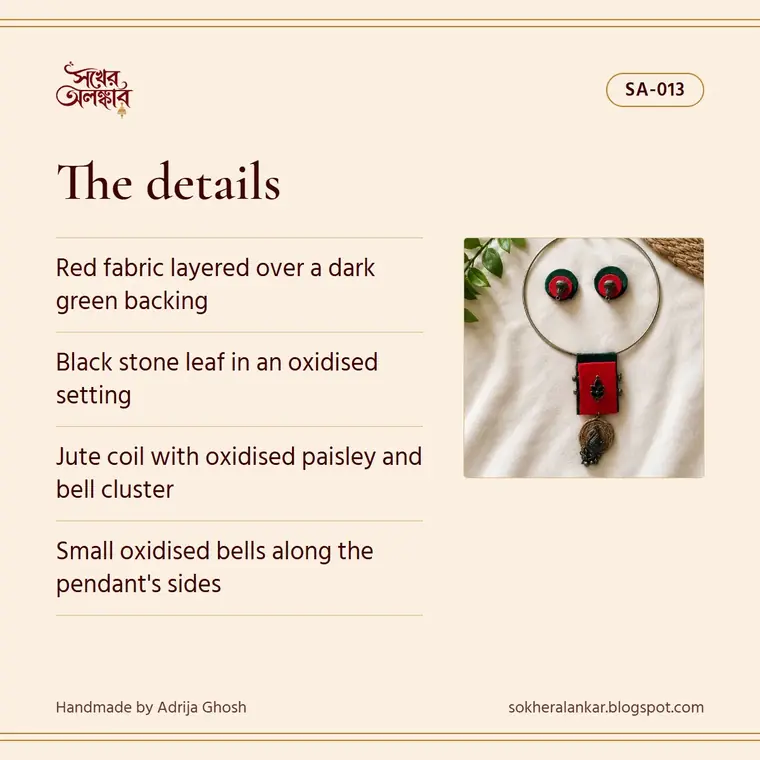 সখের
অলঙ্কার
SA-013
The details
Red fabric layered over a dark
green backing
Black stone leaf in an oxidised
setting
Jute coil with oxidised paisley and
bell cluster
Small oxidised bells along the
pendant's sides
Handmade by Adrija Ghosh
sokheralankar.blogspot.com